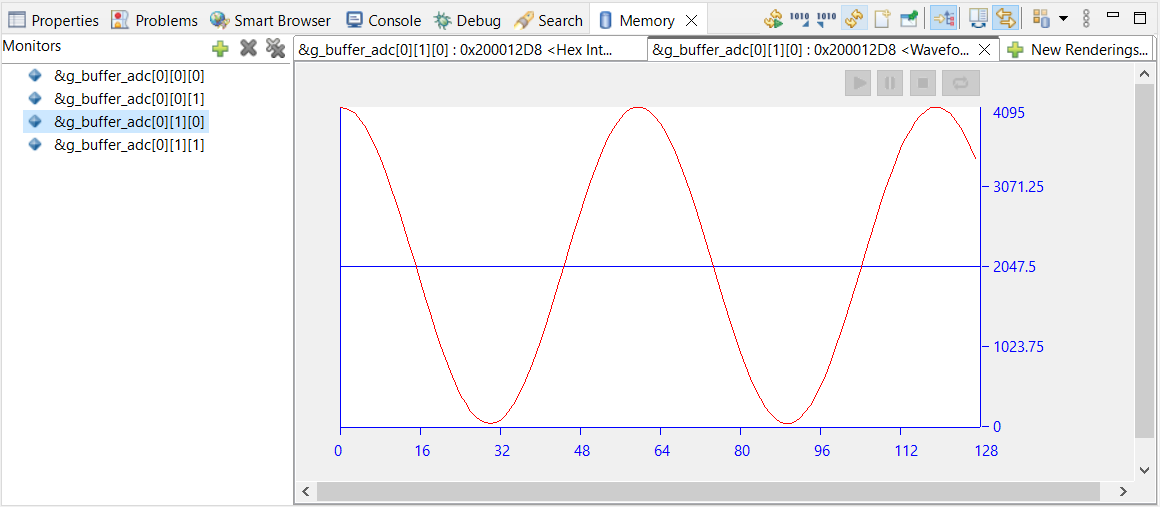 Properties Problems Smart Browser Console Debug Search Memory
1010 1010
Monitors
&g_buffer_adc[0][0][0]
&g_buffer_adc[0][0][1]
&g_buffer_adc[0][1][0]
&g_buffer_adc[0][1][1]
&g_buffer_adc[0][1][0] : 0x200012D8 <Hex Int...
&g_buffer_adc[0][1][0] : 0x200012D8 <Wavefo...
New Renderings...
4095
3071.25
2047.5
1023.75
0
0 16 32 48 64 80 96 112 128